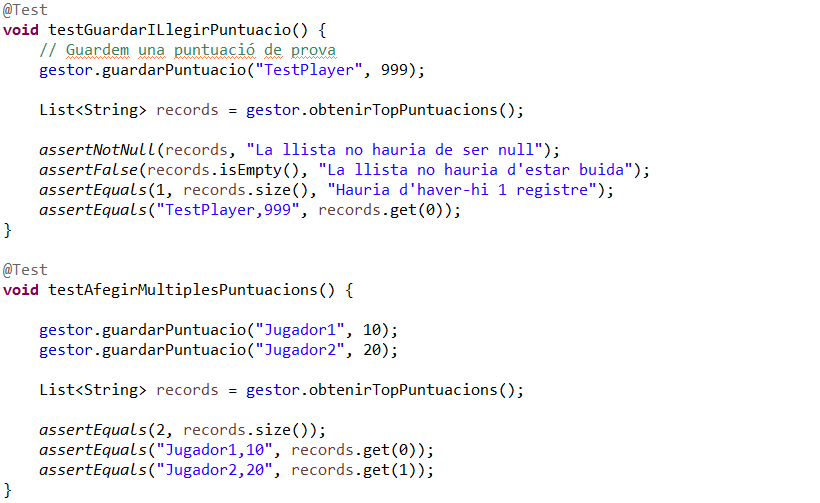 @Test
void testGuardarILlegirPuntuacio() {
    // Guardem una puntuació de prova
    gestor.guardarPuntuacio("TestPlayer", 999);

    List<String> records = gestor.obtenirTopPuntuacions();

    assertNotNull(records, "La llista no hauria de ser null");
    assertFalse(records.isEmpty(), "La llista no hauria d'estar buida");
    assertEquals(1, records.size(), "Hauria d'haver-hi 1 registre");
    assertEquals("TestPlayer,999", records.get(0));
}

@Test
void testAfegirMultiplesPuntuacions() {

    gestor.guardarPuntuacio("Jugador1", 10);
    gestor.guardarPuntuacio("Jugador2", 20);

    List<String> records = gestor.obtenirTopPuntuacions();

    assertEquals(2, records.size());
    assertEquals("Jugador1,10", records.get(0));
    assertEquals("Jugador2,20", records.get(1));
}